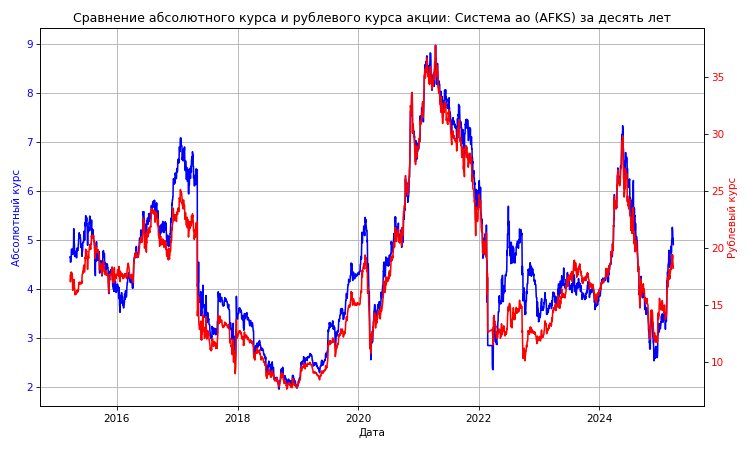 Сравнение абсолютного курса и рублевого курса акции: Система ао (AFKS) за десять лет
9
8
7
6
5
4
3
2
Абсолютный курс
35
30
25
20
15
10
Рублевый курс
2016 2018 2020 2022 2024
Дата